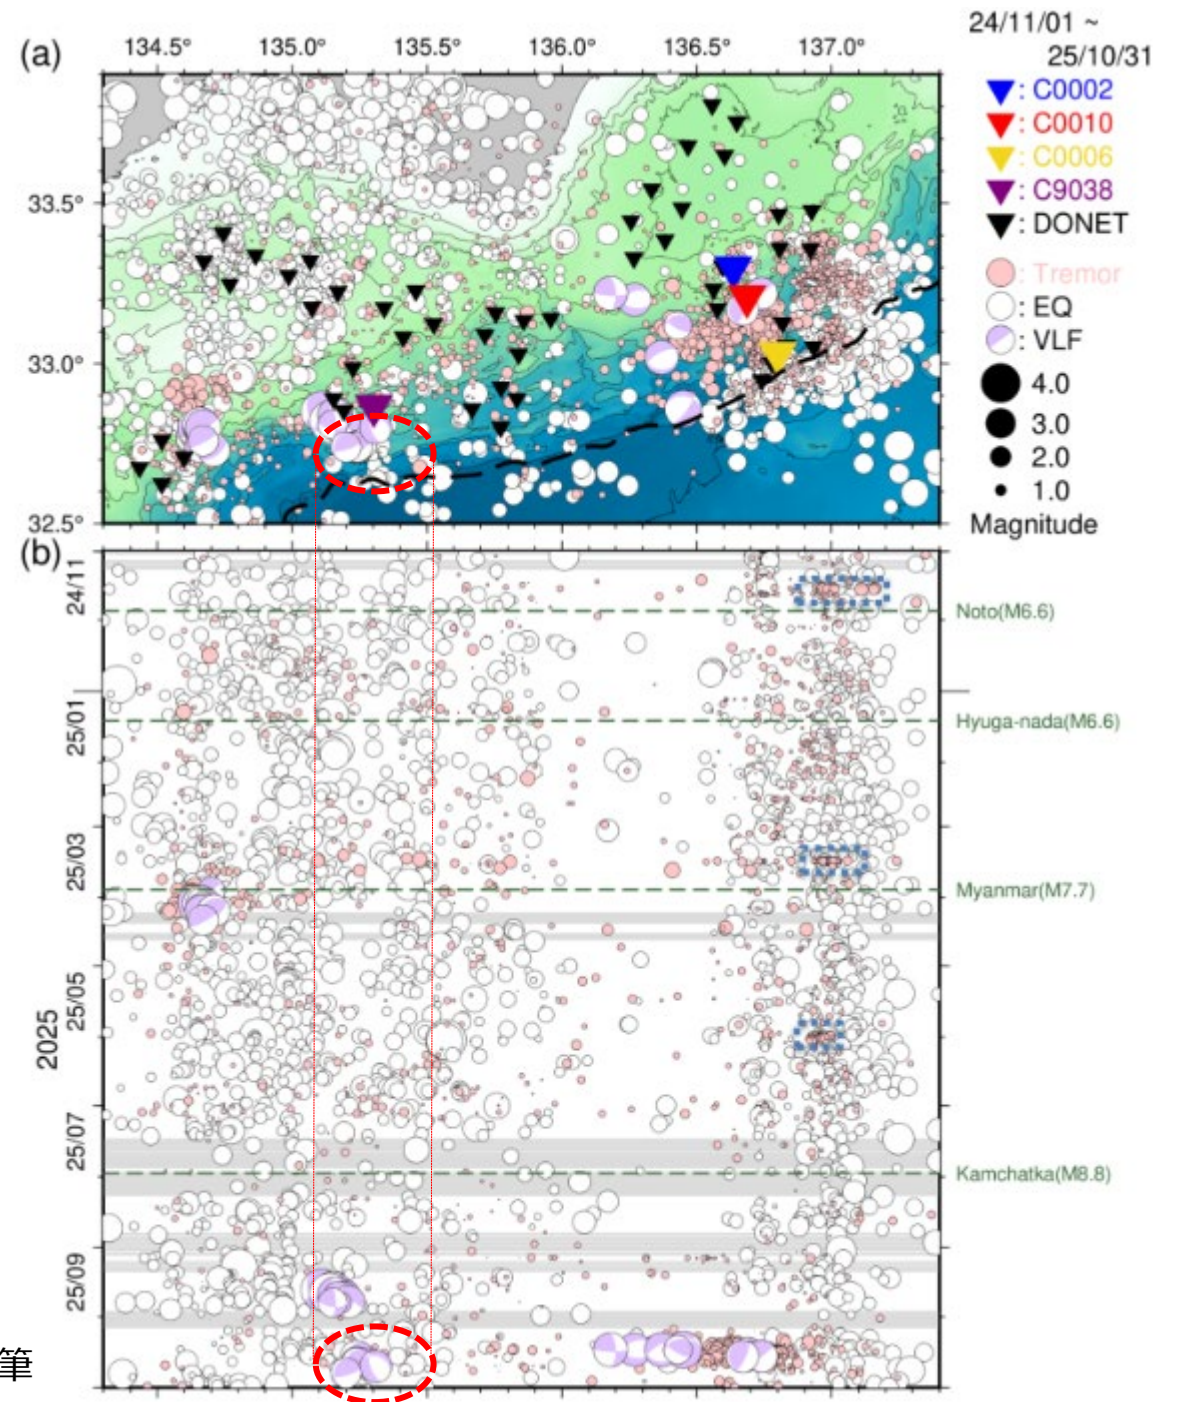 (a)
134.5° 135.0° 135.5° 136.0° 136.5° 137.0°
33.5°
33.0°
32.5°
24/11/01 ~
25/10/31
: C0002
: C0010
: C0006
: C9038
: DONET
: Tremor
: EQ
: VLF
4.0
3.0
2.0
1.0
Magnitude
(b)
24/11
25/01
25/03
25/05
25/07
25/09
2025
Noto(M6.6)
Hyuga-nada(M6.6)
Myanmar(M7.7)
Kamchatka(M8.8)
筆